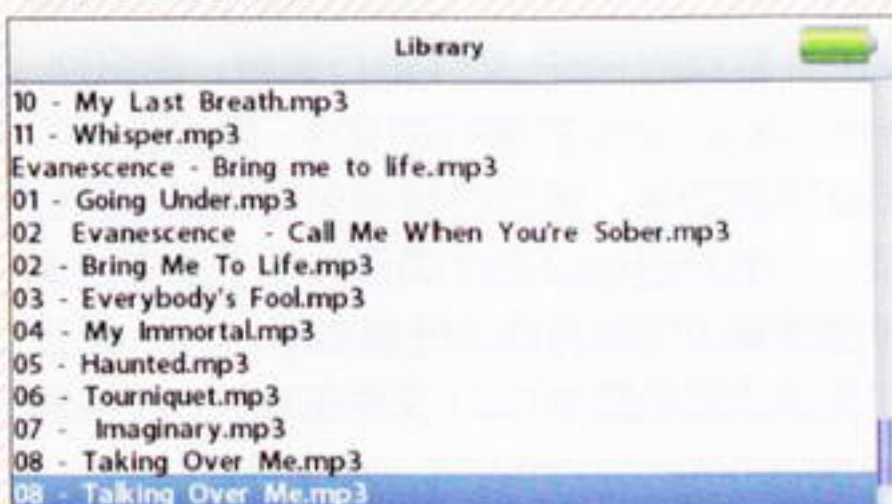 Library
10 - My Last Breath.mp3
11 - Whisper.mp3
Evanescence - Bring me to life.mp3
01 - Going Under.mp3
02 Evanescence - Call Me When You're Sober.mp3
02 - Bring Me To Life.mp3
03 - Everybody's Fool.mp3
04 - My Immortal.mp3
05 - Haunted.mp3
06 - Tourniquet.mp3
07 - Imaginary.mp3
08 - Taking Over Me.mp3
08 - Talking Over Me.mp3